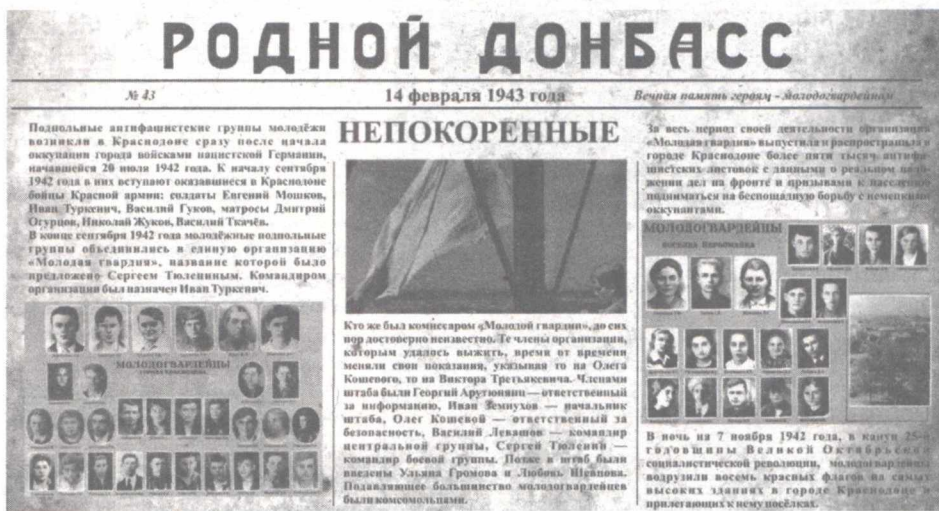 РОДНОЙ ДОНБАСС
№ 43
14 февраля 1943 года
Вечная память героям - молодогвардейцам
Подпольные антифашистские группы молодёжи
возникли в Краснодоне сразу после начала
оккупации города войсками нацистской Германии,
начавшейся 20 июля 1942 года. К началу сентября
1942 года в них вступают оказавшиеся в Краснодоне
бойцы Красной армии: солдаты Евгений Мошков,
Иван Туркенич, Василий Гуков, матросы Дмитрий
Огурцов, Николай Жуков, Василий Ткачёв.
В конце сентября 1942 года молодёжные подпольные
группы объединились в единую организацию
«Молодая гвардия», название которой было
предложено Сергеем Тюлениным. Командиром
организации был назначен Иван Туркенич.
МОЛОДОГВАРДЕЙЦЫ
ГОРОДА КРАСНОДОНА
НЕПОКОРЕННЫЕ
Кто же был комиссаром «Молодой гвардии», до сих
пор достоверно неизвестно. Те члены организации,
которым удалось выжить, время от времени
меняли свои показания, указывая то на Олега
Кошевого, то на Виктора Третьякевича. Членами
штаба были Георгий Арутюнянц — ответственный
за информацию, Иван Земнухов — начальник
штаба, Олег Кошевой — ответственный за
безопасность, Василий Левашов — командир
центральной группы, Сергей Тюлений —
командир боевой группы. Позже в штаб были
введены Ульяна Громова и Любовь Шевцова.
Подавляющее большинство молодогвардейцев
были комсомольцами.
За весь период своей деятельности организация
«Молодая гвардия» выпустила и распространила в
городе Краснодоне более пяти тысяч антифа-
шистских листовок с данными о реальном поло-
жении дел на фронте и призывами к населению
подниматься на беспощадную борьбу с немецкими
оккупантами.
МОЛОДОГВАРДЕЙЦЫ
ПОСЕЛКА ПЕРВОМАЙКА
В ночь на 7 ноября 1942 года, в канун 25-й
годовщины Великой Октябрьской
социалистической революции, молодогвардейцы
водрузили восемь красных флагов на самых
высоких зданиях в городе Краснодоне и
прилегающих к нему посёлках.